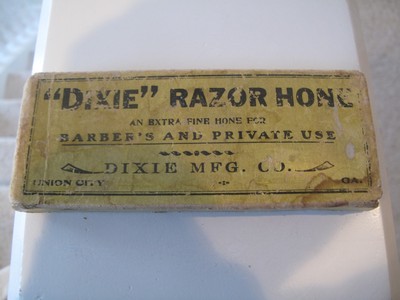 "DIXIE" RAZOR HONE
AN EXTRA FINE HONE FOR
BARBER'S AND PRIVATE USE
DIXIE MFG. CO.
UNION CITY GA.